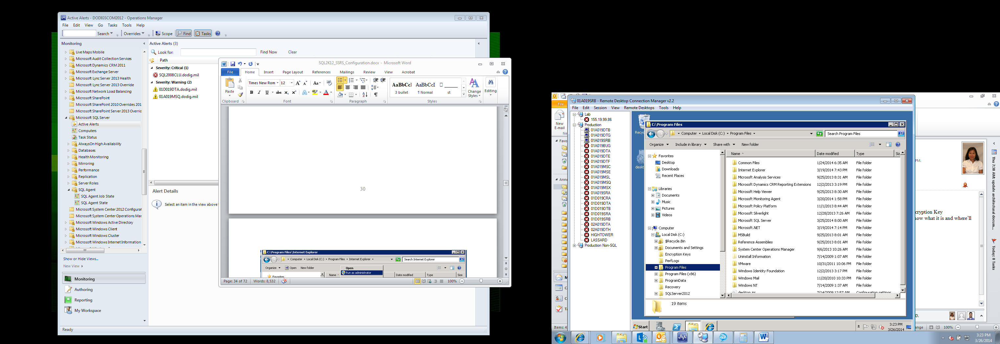 Active Alerts - DODIGSCOM2012 - Operations Manager
File Edit View Go Tasks Tools Help
Search Overrides Scope Find Tasks
Monitoring
Live Maps Mobile
Microsoft Audit Collection Services
Microsoft Dynamics CRM 2011
Microsoft Exchange Server
Microsoft Lync Server 2013 Health
Microsoft Lync Server 2013 Override
Microsoft Network Load Balancing
Microsoft SharePoint
Microsoft SharePoint 2010 Overrides 201
Microsoft SharePoint Server 2013 Overric
Microsoft SQL Server
Active Alerts
Computers
Task Status
AlwaysOn High Availability
Databases
Health Monitoring
Mirroring
Performance
Replication
Server Roles
SQL Agent
SQL Agent Job State
SQL Agent State
Microsoft System Center 2012 Configurat
Microsoft System Center Operations Mar
Microsoft Windows Active Directory
Microsoft Windows Client
Microsoft Windows Cluster
Microsoft Windows Internet Information
Show or Hide Views...
New View
Monitoring
Authoring
Reporting
My Workspace
Ready
Active Alerts (3)
Look for: Find Now Clear
Path
Severity: Critical (1)
SQL2008CLU.dodig.mil
Severity: Warning (2)
01D019DTA.dodig.mil
01A019MSQ.dodig.mil
Alert Details
Select an item in the view above
SQL2K12_SSRS_Configuration.docx - Microsoft Word
File Home Insert Page Layout References Mailings Review View Acrobat
Paste
Clipboard
Times New Rom 12
Font
Paragraph
AaBbCcI AaBbCcI
3 bullet ¶ Normal st
Styles
Change Styles
Editing
30
C:\Program Files\Internet Explorer
Computer Local Disk (C:) Program Files Internet Explorer Search Internet Explorer
Organize Open New folder
Open
Run as administrator
Favorites Name Date modified Type Size
Page: 34 of 72 Words: 8,532 100%
File
New E-mail
Ne
Favo
Anne
Items: 4
01A019SRB - Remote Desktop Connection Manager v2.2
File Edit Session View Remote Desktops Tools Help
Lab
155.19.99.86
Production
01A019DTB
01A019DTG
01A019SRB
01A019BUG
01A019DTA
01A019DTE
01A019DTF
01A019MSC
01A019MSE
01A019MSL
01A019MSQ
01A019MSX
01A019SRA
01D019CRA
01D019DTA
01D019DTB
01D019SRA
01D019SRB
02A019DTA
02A019DTH
HIGHTOWER
LASSARD
Production Non-SQL
Recyc
deskt
C:\Program Files
Computer Local Disk (C:) Program Files Search Program Files
Organize Include in library Share with New folder
Favorites
Desktop
Downloads
Recent Places
Libraries
Documents
Music
Pictures
Videos
Computer
Local Disk (C:)
$Recycle.Bin
Documents and Settings
Encryption Keys
PerfLogs
Program Files
Program Files (x86)
ProgramData
Recovery
SQLServer2012
Name Date modified Type Siz
Common Files 1/24/2014 6:35 AM File folder
Internet Explorer 3/19/2014 7:43 PM File folder
Microsoft Analysis Services 9/25/2013 8:31 AM File folder
Microsoft Dynamics CRM Reporting Extensions 12/2/2013 3:19 PM File folder
Microsoft Help Viewer 9/25/2013 8:30 AM File folder
Microsoft Monitoring Agent 3/20/2014 1:58 PM File folder
Microsoft Policy Platform 11/1/2013 8:44 AM File folder
Microsoft Silverlight 12/28/2013 7:26 AM File folder
Microsoft SQL Server 3/25/2014 8:00 AM File folder
Microsoft.NET 3/19/2014 7:14 PM File folder
MSBuild 9/25/2013 8:01 AM File folder
Reference Assemblies 9/25/2013 8:01 AM File folder
System Center Operations Manager 9/6/2013 10:26 AM File folder
Uninstall Information 7/14/2009 1:07 AM File folder
VMware 10/31/2011 10:06 PM File folder
Windows Identity Foundation 12/2/2013 3:17 PM File folder
Windows Mail 11/20/2010 10:33 PM File folder
Windows NT 7/14/2009 1:37 AM File folder
desktop.ini 7/14/2009 12:57 AM Configuration settings
19 items
Start
3:23 PM
3/26/2014
PM.
cryption Key
now what it is and where'll
D.
ange 100%
Thu 7:30 AM: update architectural docum...
Today: 0 Tasks
3:23 PM
3/26/2014